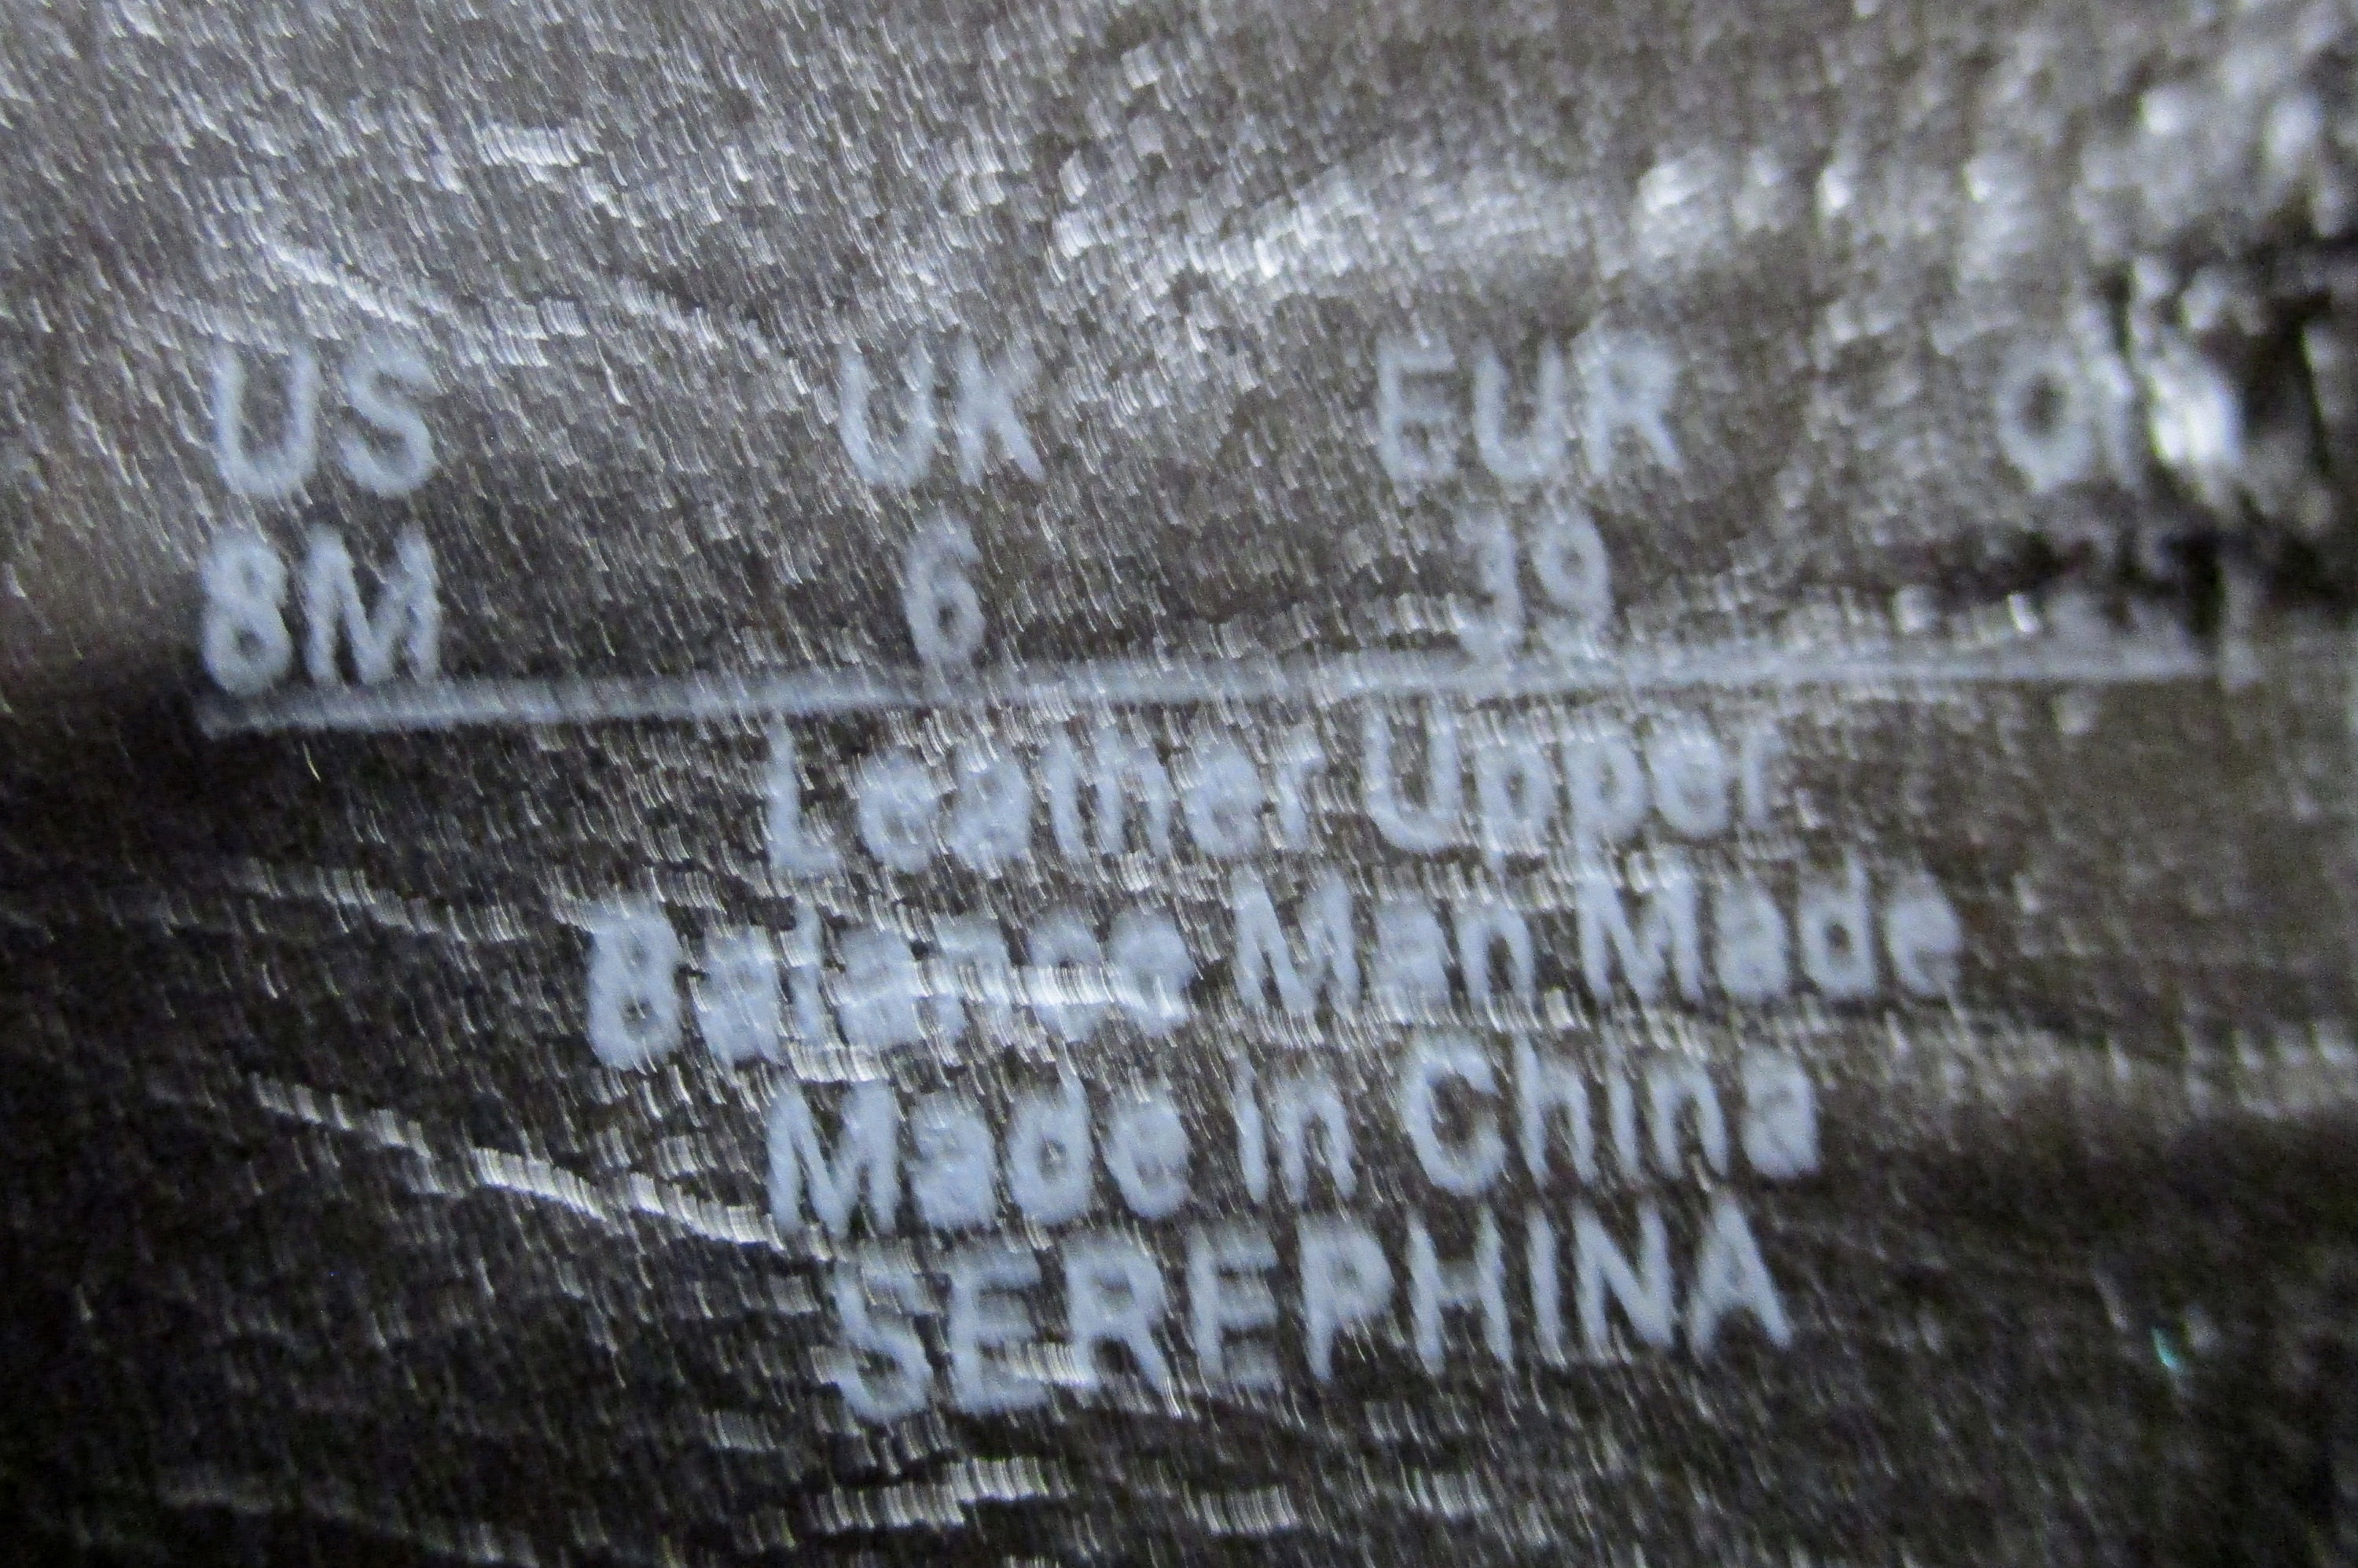 US UK EUR
8M 6 39
Leather Upper
Balance Man Made
Made in China
SEREPHINA